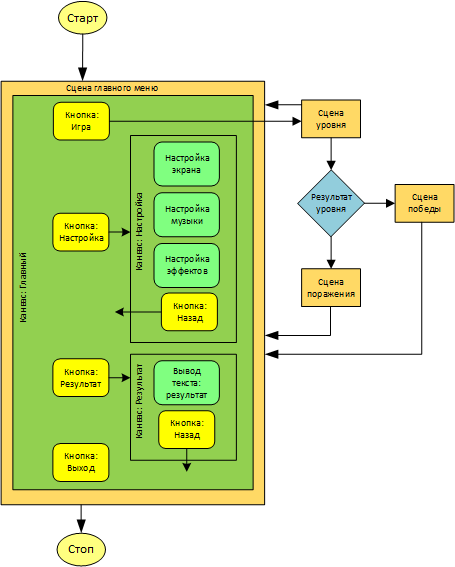 Старт
Сцена главного меню
Канвас: Главный
Кнопка:
Игра
Сцена
уровня
Канвас: Настройка
Настройка
экрана
Настройка
музыки
Настройка
эффектов
Кнопка:
Назад
Кнопка:
Настройка
Результат
уровня
Сцена
победы
Сцена
поражения
Кнопка:
Результат
Канвас: Результат
Вывод
текста:
результат
Кнопка:
Назад
Кнопка:
Выход
Стоп